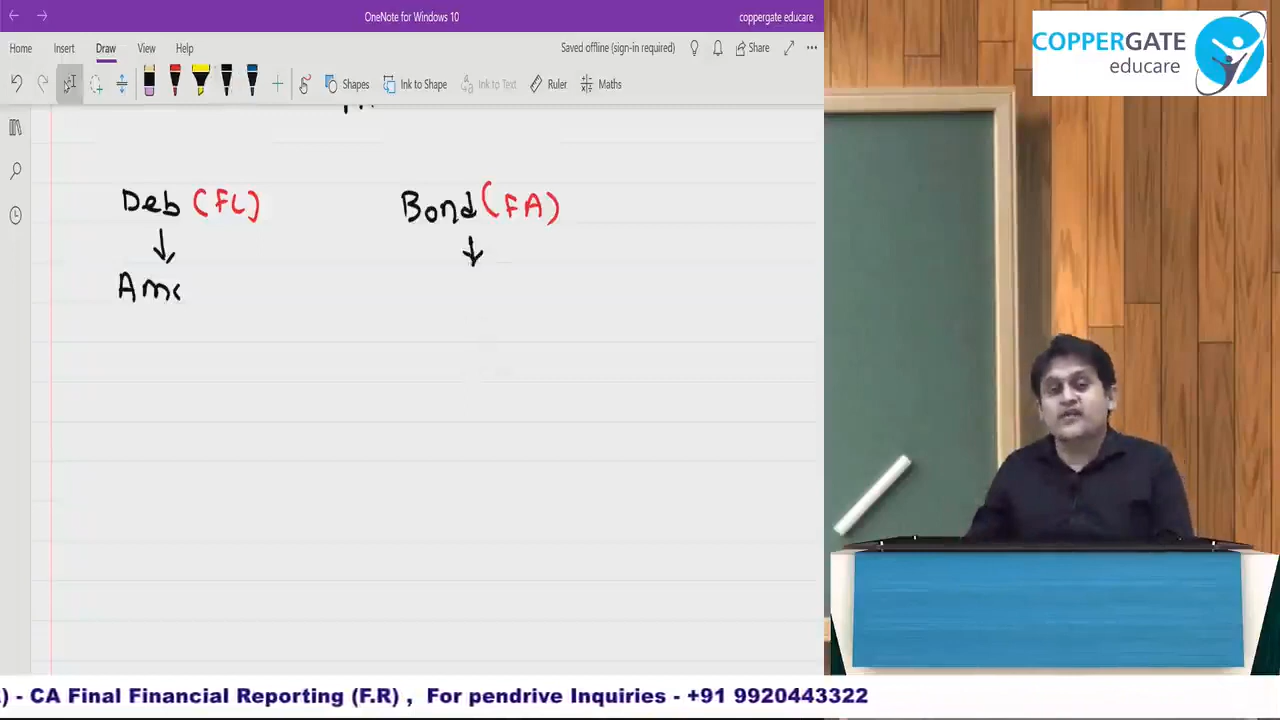 OneNote for Windows 10
coppergate educare
Home Insert Draw View Help
Saved offline (sign-in required)
Share
Shapes
Ink to Shape
Ink to Text
Ruler
Maths
COPPERGATE
educare
Deb (FL)
Bond (FA)
) - CA Final Financial Reporting (F.R) , For pendrive Inquiries - +91 9920443322